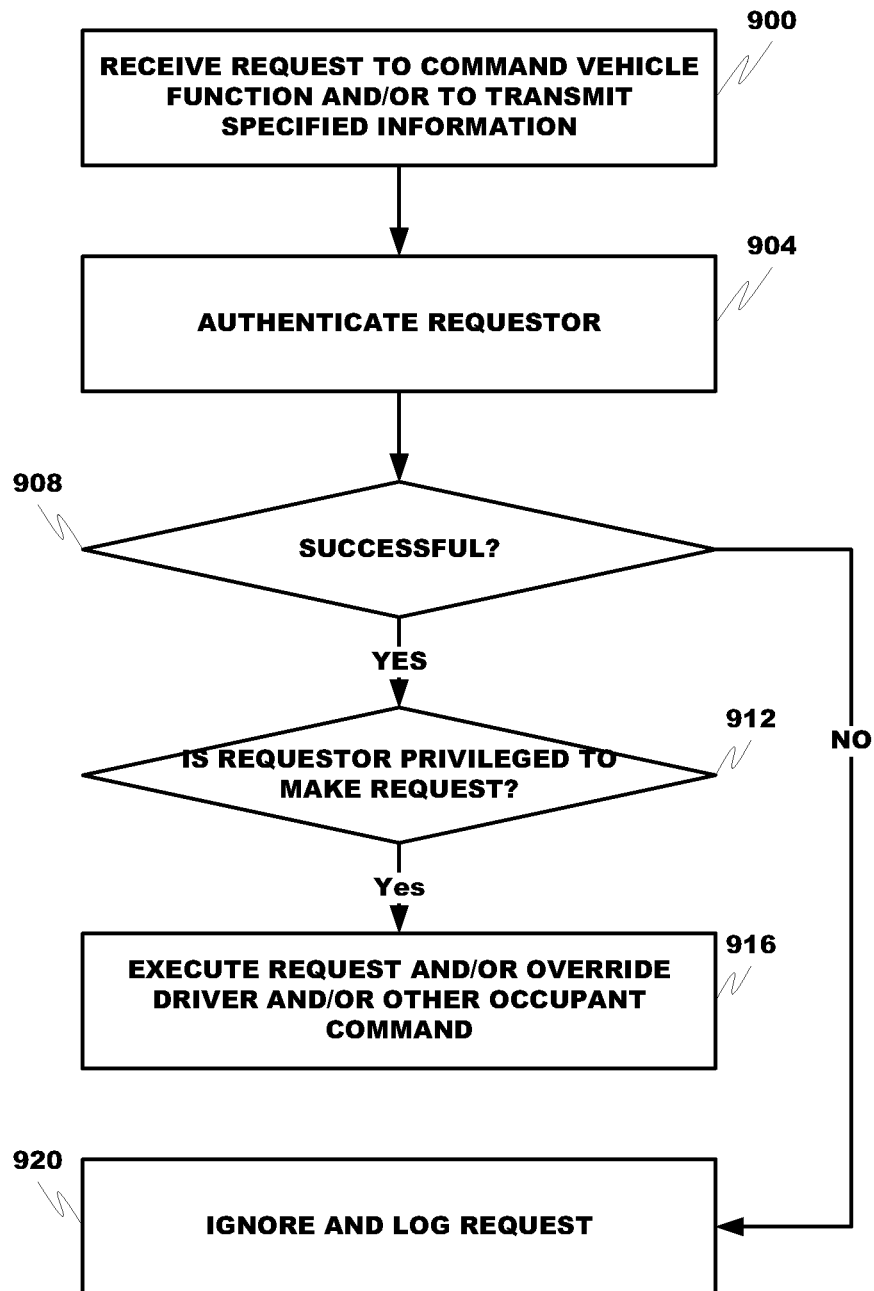 900
RECEIVE REQUEST TO COMMAND VEHICLE
FUNCTION AND/OR TO TRANSMIT
SPECIFIED INFORMATION
904
AUTHENTICATE REQUESTOR
908
SUCCESSFUL?
YES
912
NO
IS REQUESTOR PRIVILEGED TO
MAKE REQUEST?
Yes
916
EXECUTE REQUEST AND/OR OVERRIDE
DRIVER AND/OR OTHER OCCUPANT
COMMAND
920
IGNORE AND LOG REQUEST